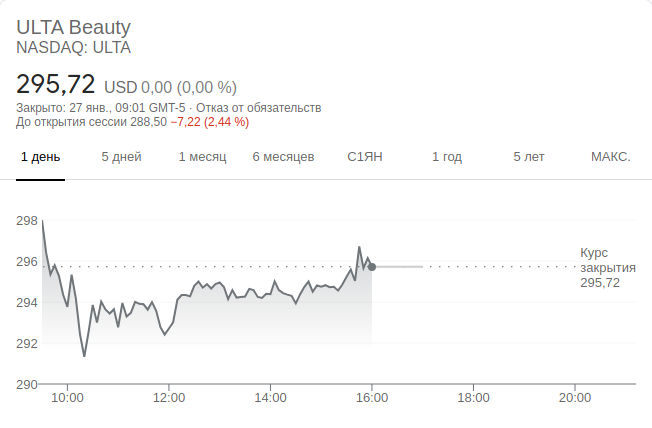 ULTA Beauty
NASDAQ: ULTA
295,72 USD 0,00 (0,00 %)
Закрыто: 27 янв., 09:01 GMT-5 · Отказ от обязательств
До открытия сессии 288,50 −7,22 (2,44 %)
1 день 5 дней 1 месяц 6 месяцев С1ЯН 1 год 5 лет МАКС.
298
296
294
292
290
Курс
закрытия
295,72
10:00 12:00 14:00 16:00 18:00 20:00